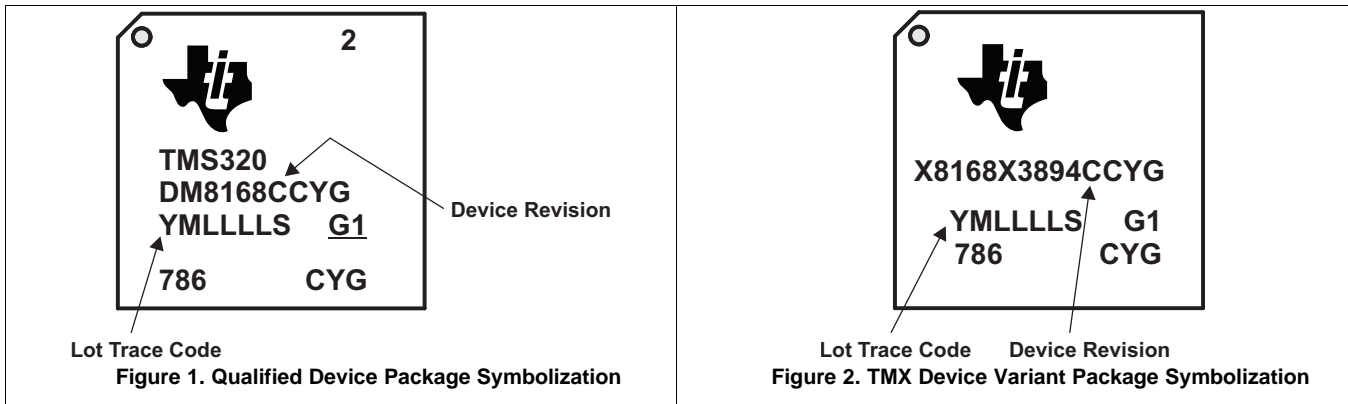 2
TMS320
DM8168CCYG
YMLLLLS G1
786 CYG
Device Revision
Lot Trace Code
Figure 1. Qualified Device Package Symbolization
X8168X3894CCYG
YMLLLLS G1
786 CYG
Lot Trace Code Device Revision
Figure 2. TMX Device Variant Package Symbolization